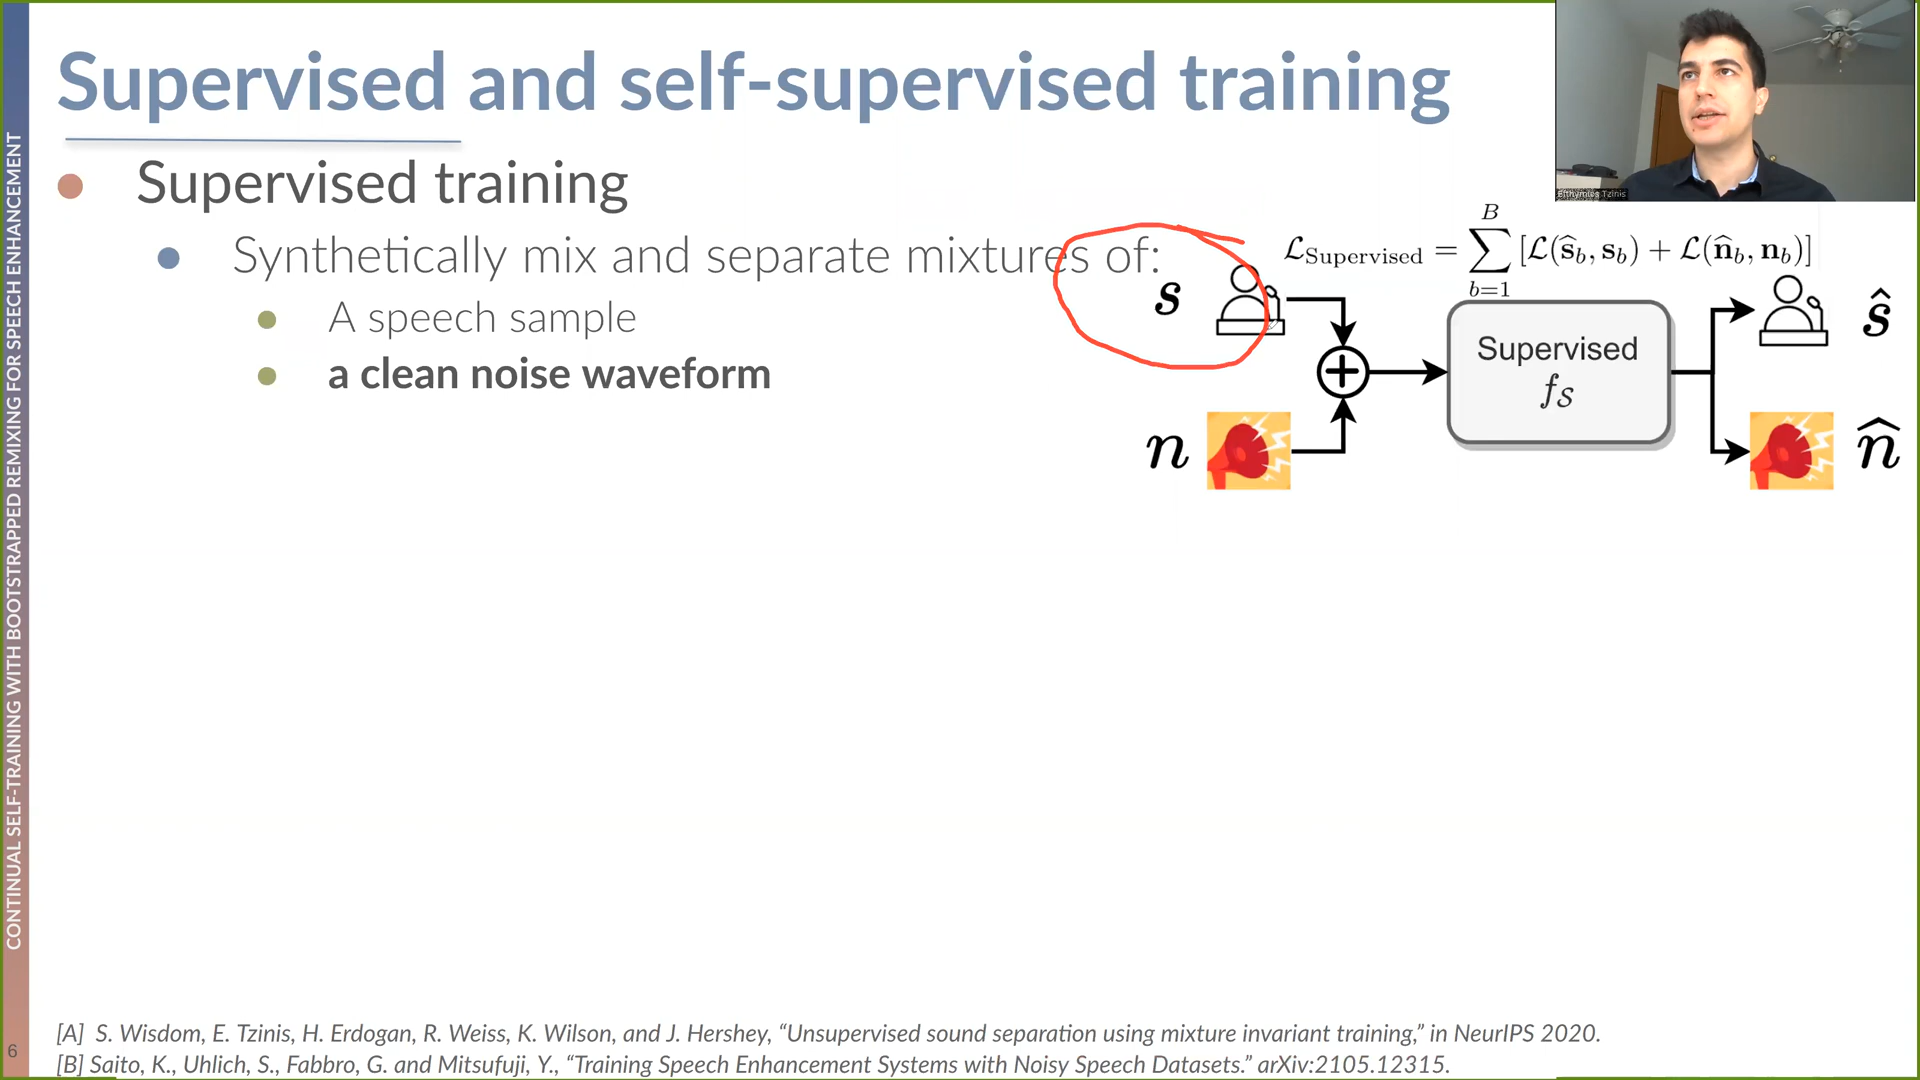 Supervised and self-supervised training
Supervised training
Synthetically mix and separate mixtures of:
A speech sample
a clean noise waveform
Efthymios Tzinis
B
ℒ_Supervised = ∑ [ℒ(ŝ_b, s_b) + ℒ(n̂_b, n_b)]
b=1
s
ŝ
Supervised
f_𝒮
n
n̂
CONTINUAL SELF-TRAINING WITH BOOTSTRAPPED REMIXING FOR SPEECH ENHANCEMENT
6
[A] S. Wisdom, E. Tzinis, H. Erdogan, R. Weiss, K. Wilson, and J. Hershey, “Unsupervised sound separation using mixture invariant training,” in NeurIPS 2020.
[B] Saito, K., Uhlich, S., Fabbro, G. and Mitsufuji, Y., “Training Speech Enhancement Systems with Noisy Speech Datasets.” arXiv:2105.12315.